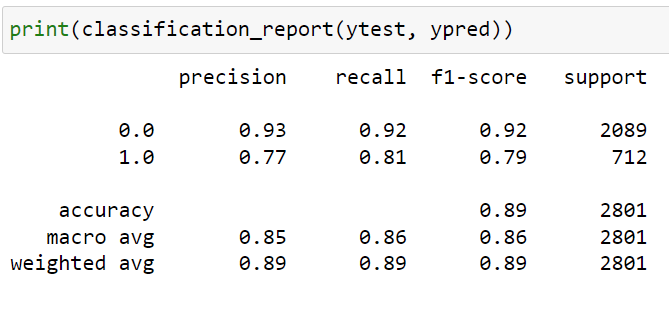 print(classification_report(ytest, ypred))
precision recall f1-score support
0.0 0.93 0.92 0.92 2089
1.0 0.77 0.81 0.79 712
accuracy 0.89 2801
macro avg 0.85 0.86 0.86 2801
weighted avg 0.89 0.89 0.89 2801